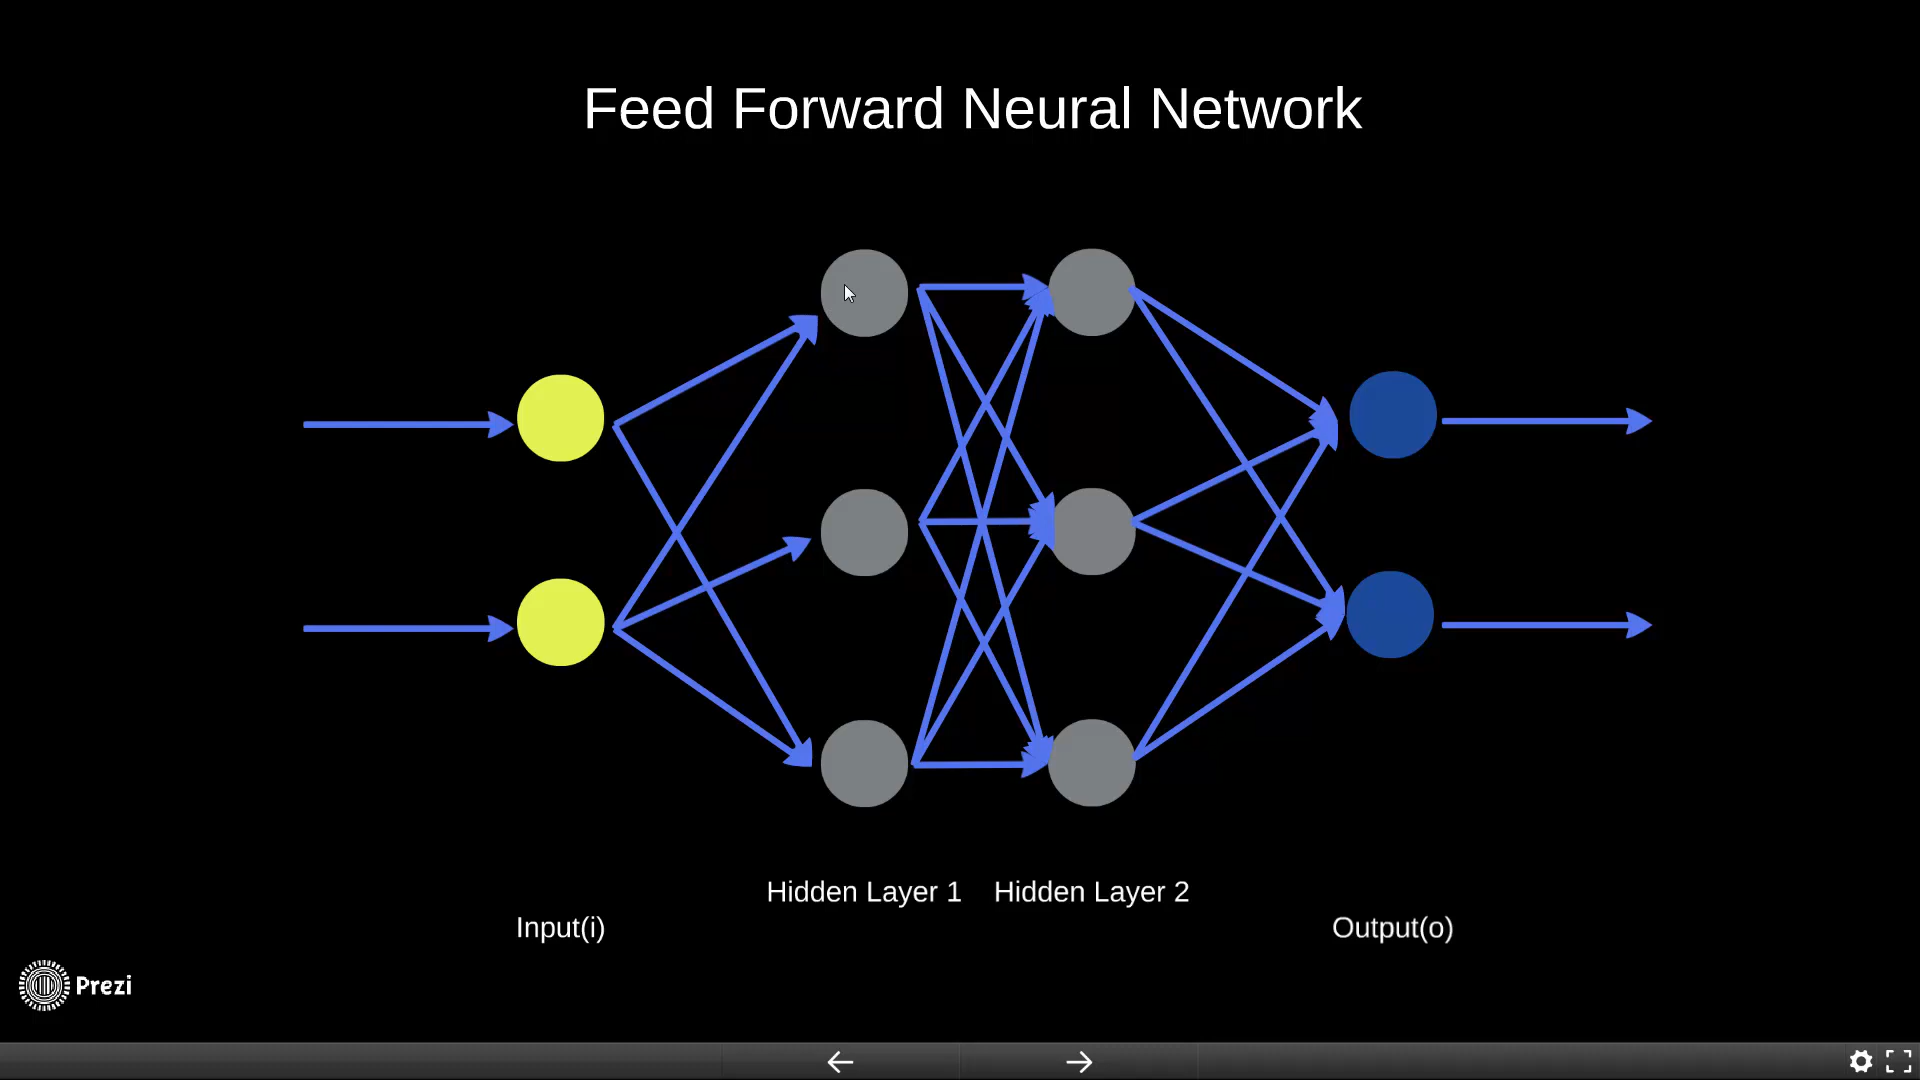 Feed Forward Neural Network
Hidden Layer 1
Hidden Layer 2
Input(i)
Output(o)
Prezi